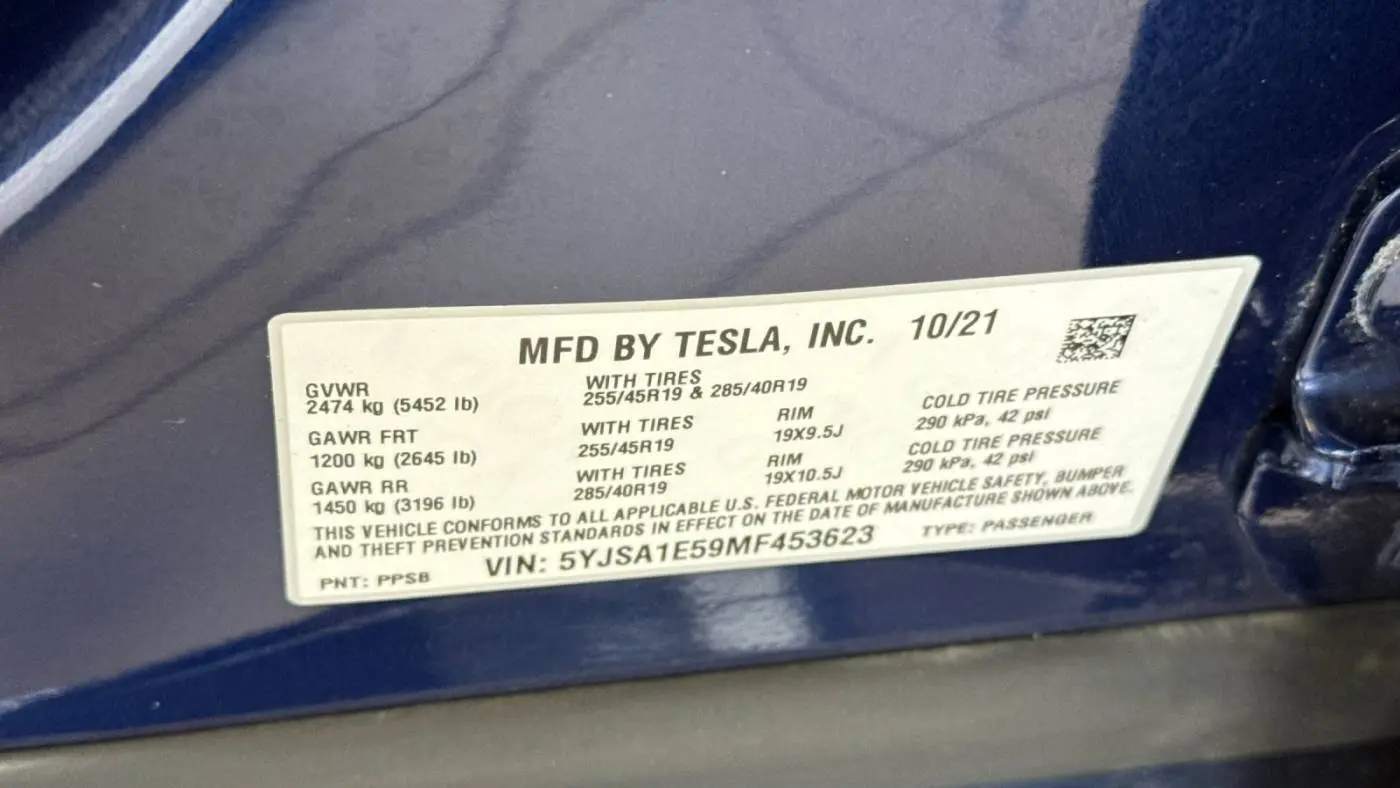 MFD BY TESLA, INC. 10/21
GVWR
2474 kg (5452 lb)
WITH TIRES
255/45R19 & 285/40R19
GAWR FRT
1200 kg (2645 lb)
WITH TIRES
255/45R19
RIM
19X9.5J
COLD TIRE PRESSURE
290 kPa, 42 psi
GAWR RR
1450 kg (3196 lb)
WITH TIRES
285/40R19
RIM
19X10.5J
COLD TIRE PRESSURE
290 kPa, 42 psi
THIS VEHICLE CONFORMS TO ALL APPLICABLE U.S. FEDERAL MOTOR VEHICLE SAFETY, BUMPER
AND THEFT PREVENTION STANDARDS IN EFFECT ON THE DATE OF MANUFACTURE SHOWN ABOVE.
PNT: PPSB VIN: 5YJSA1E59MF453623 TYPE: PASSENGER